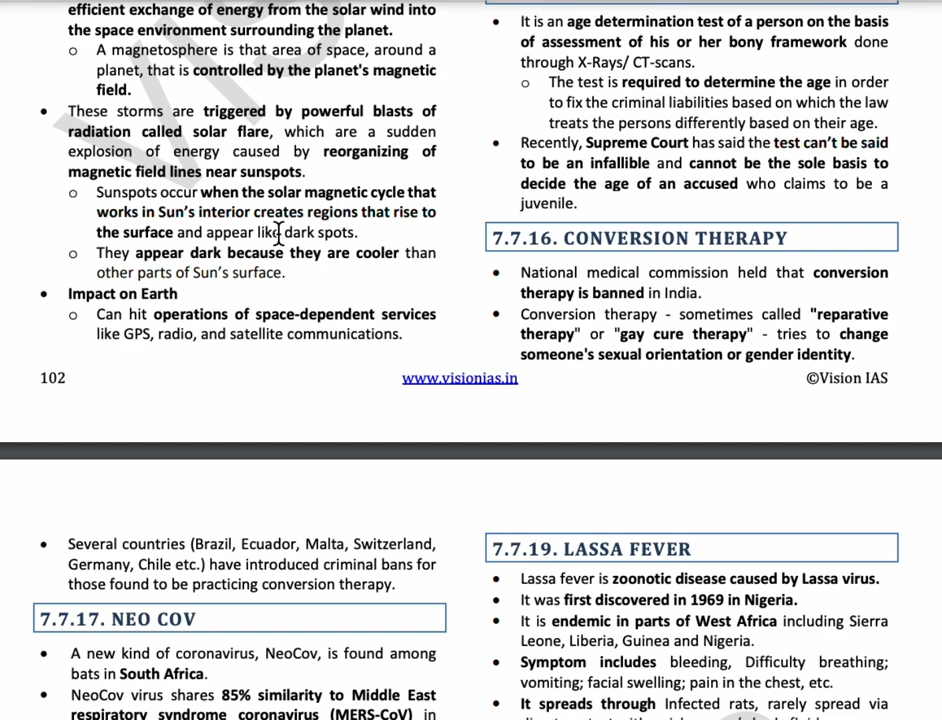 efficient exchange of energy from the solar wind into
the space environment surrounding the planet.
o A magnetosphere is that area of space, around a
planet, that is controlled by the planet's magnetic
field.
• These storms are triggered by powerful blasts of
radiation called solar flare, which are a sudden
explosion of energy caused by reorganizing of
magnetic field lines near sunspots.
o Sunspots occur when the solar magnetic cycle that
works in Sun's interior creates regions that rise to
the surface and appear like dark spots.
o They appear dark because they are cooler than
other parts of Sun's surface.
• Impact on Earth
o Can hit operations of space-dependent services
like GPS, radio, and satellite communications.
• It is an age determination test of a person on the basis
of assessment of his or her bony framework done
through X-Rays/ CT-scans.
o The test is required to determine the age in order
to fix the criminal liabilities based on which the law
treats the persons differently based on their age.
• Recently, Supreme Court has said the test can't be said
to be an infallible and cannot be the sole basis to
decide the age of an accused who claims to be a
juvenile.
7.7.16. CONVERSION THERAPY
• National medical commission held that conversion
therapy is banned in India.
• Conversion therapy - sometimes called "reparative
therapy" or "gay cure therapy" - tries to change
someone's sexual orientation or gender identity.
102 www.visionias.in ©Vision IAS
• Several countries (Brazil, Ecuador, Malta, Switzerland,
Germany, Chile etc.) have introduced criminal bans for
those found to be practicing conversion therapy.
7.7.17. NEO COV
• A new kind of coronavirus, NeoCov, is found among
bats in South Africa.
• NeoCov virus shares 85% similarity to Middle East
respiratory syndrome coronavirus (MERS-CoV) in
7.7.19. LASSA FEVER
• Lassa fever is zoonotic disease caused by Lassa virus.
• It was first discovered in 1969 in Nigeria.
• It is endemic in parts of West Africa including Sierra
Leone, Liberia, Guinea and Nigeria.
• Symptom includes bleeding, Difficulty breathing;
vomiting; facial swelling; pain in the chest, etc.
• It spreads through Infected rats, rarely spread via